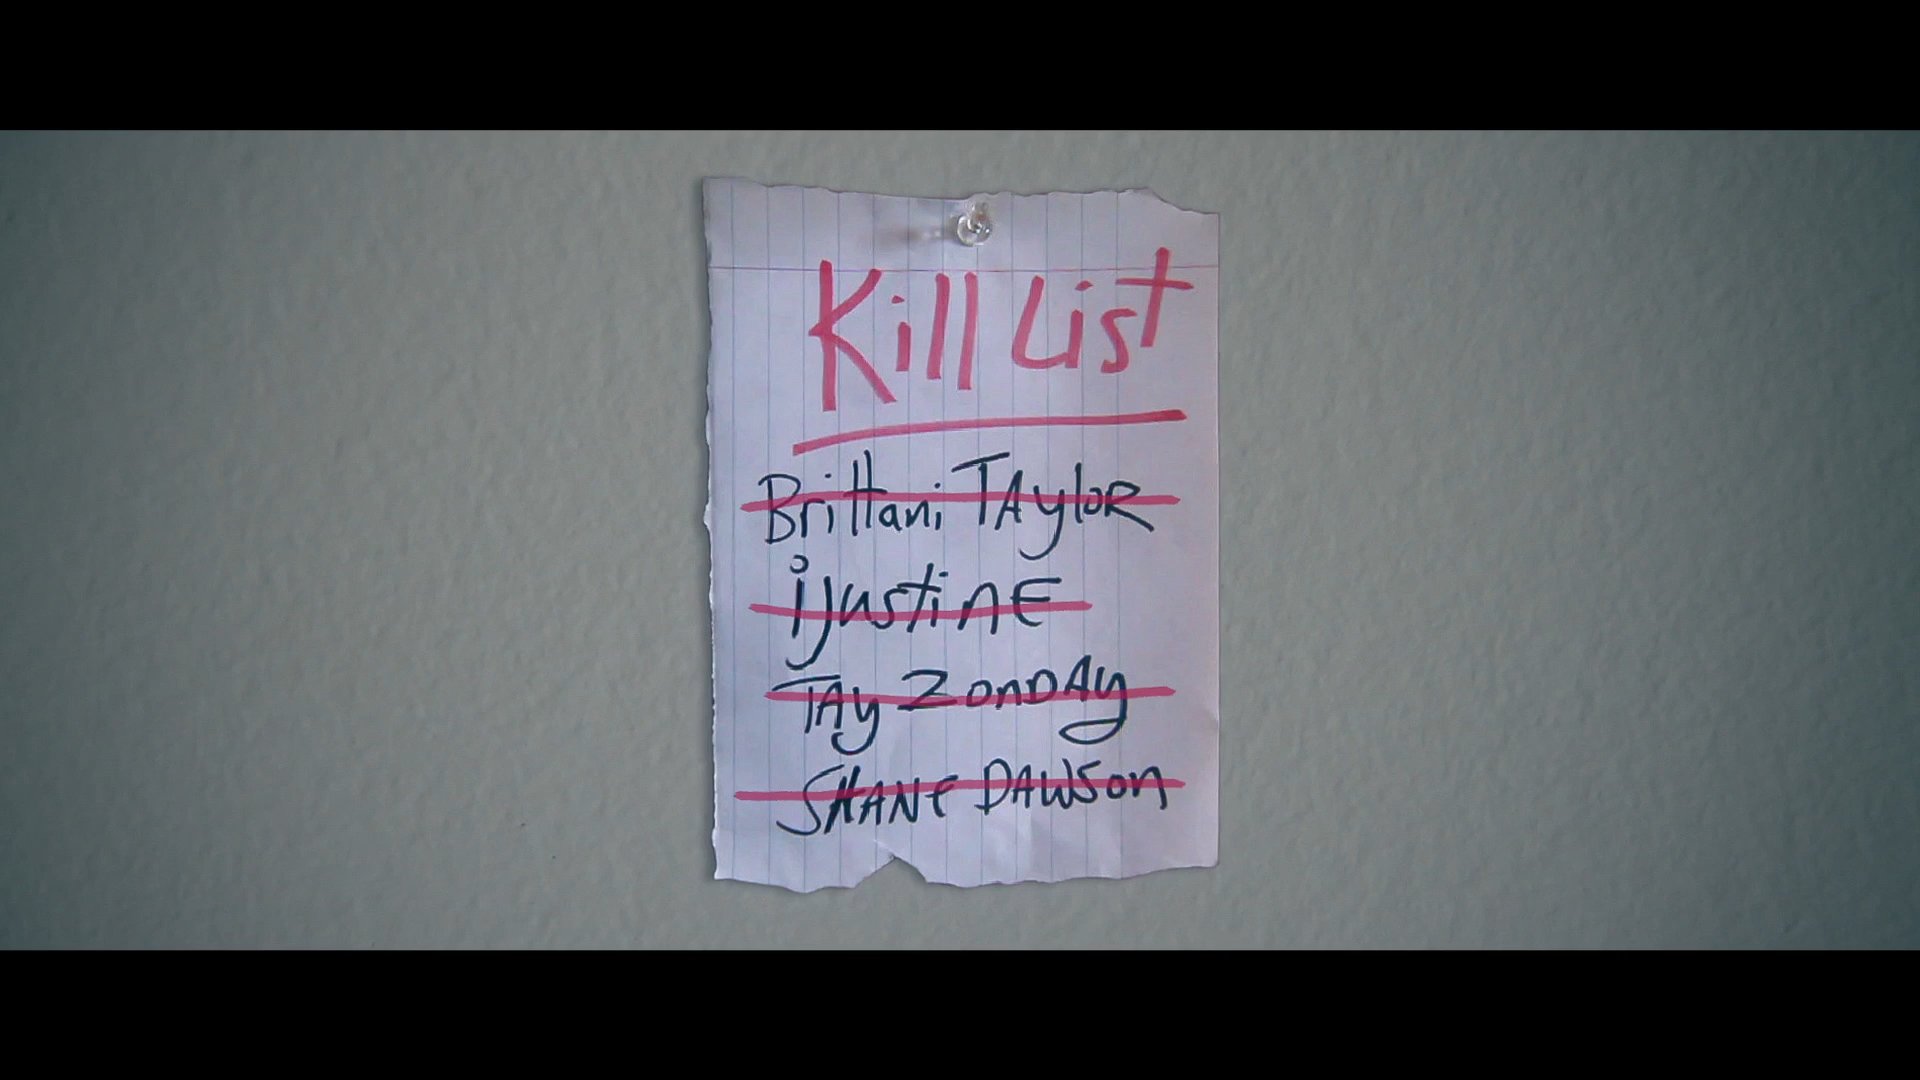 Kill List
Brittani TAyloR
iJustinE
TAy ZonDAy
SHANE DAWSon